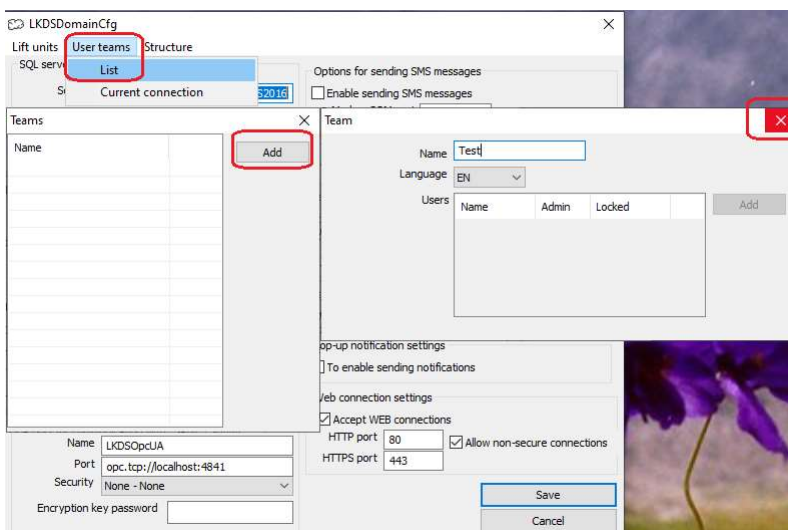 LKDSDomainCfg
Lift units User teams Structure
SQL serv
List
Current connection
S2016
Options for sending SMS messages
Enable sending SMS messages
Teams
Name
Add
Team
Name Test
Language EN
Users
Name Admin Locked
Add
op-up notification settings
To enable sending notifications
Web connection settings
Accept WEB connections
HTTP port 80
Allow non-secure connections
HTTPS port 443
Name LKDSOpcUA
Port opc.tcp://localhost:4841
Security None - None
Encryption key password
Save
Cancel